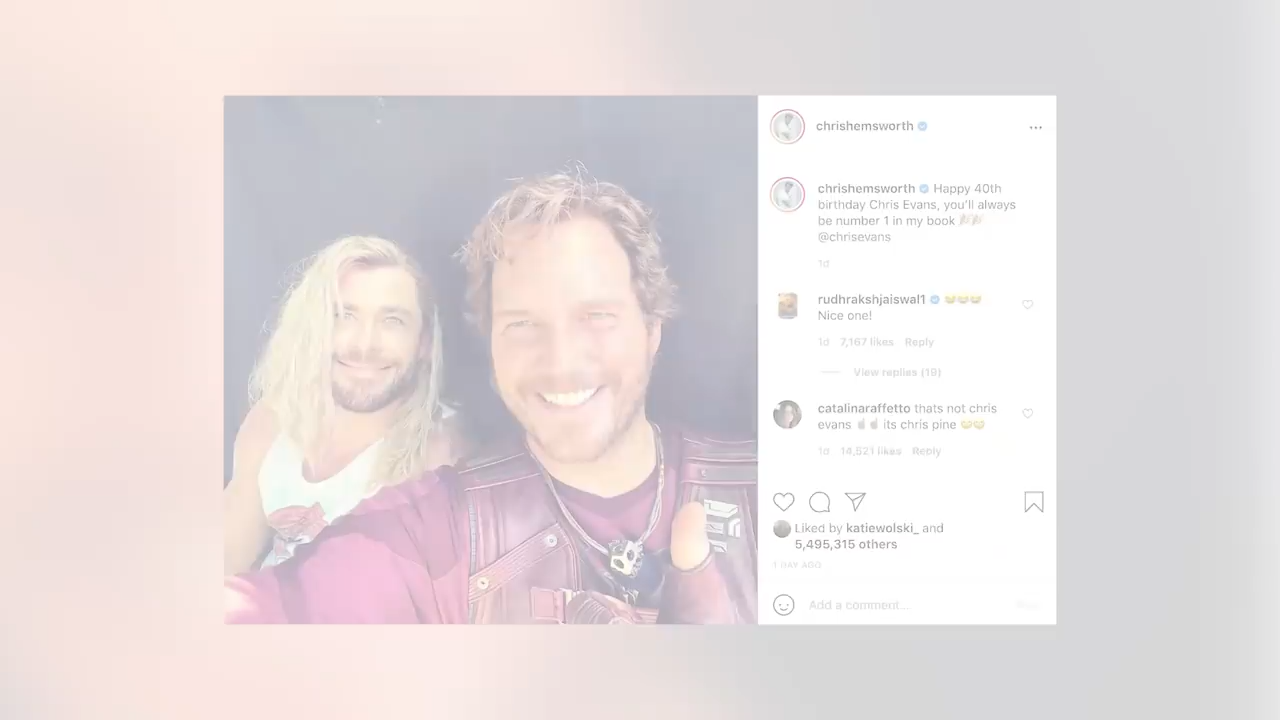 chrishemsworth
chrishemsworth Happy 40th
birthday Chris Evans, you'll always
be number 1 in my book
@chrisevans
1d
rudhrakshjaiswal1
Nice one!
1d 7,167 likes Reply
View replies (19)
catalinaraffetto thats not chris
evans its chris pine
1d 14,521 likes Reply
Liked by katiewolski_ and
5,495,315 others
1 DAY AGO
Add a comment...